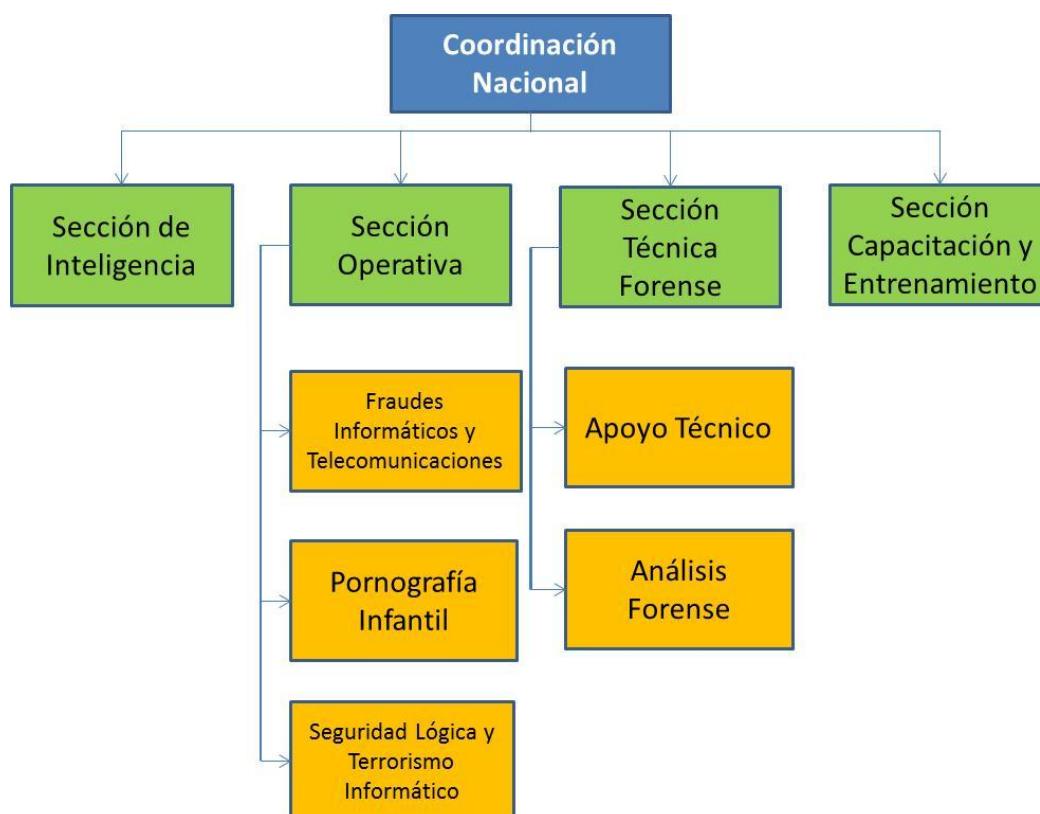 Coordinación
Nacional
Sección de
Inteligencia
Sección
Operativa
Sección
Técnica
Forense
Sección
Capacitación y
Entrenamiento
Fraudes
Informáticos y
Telecomunicaciones
Apoyo Técnico
Pornografía
Infantil
Análisis
Forense
Seguridad Lógica y
Terrorismo
Informático